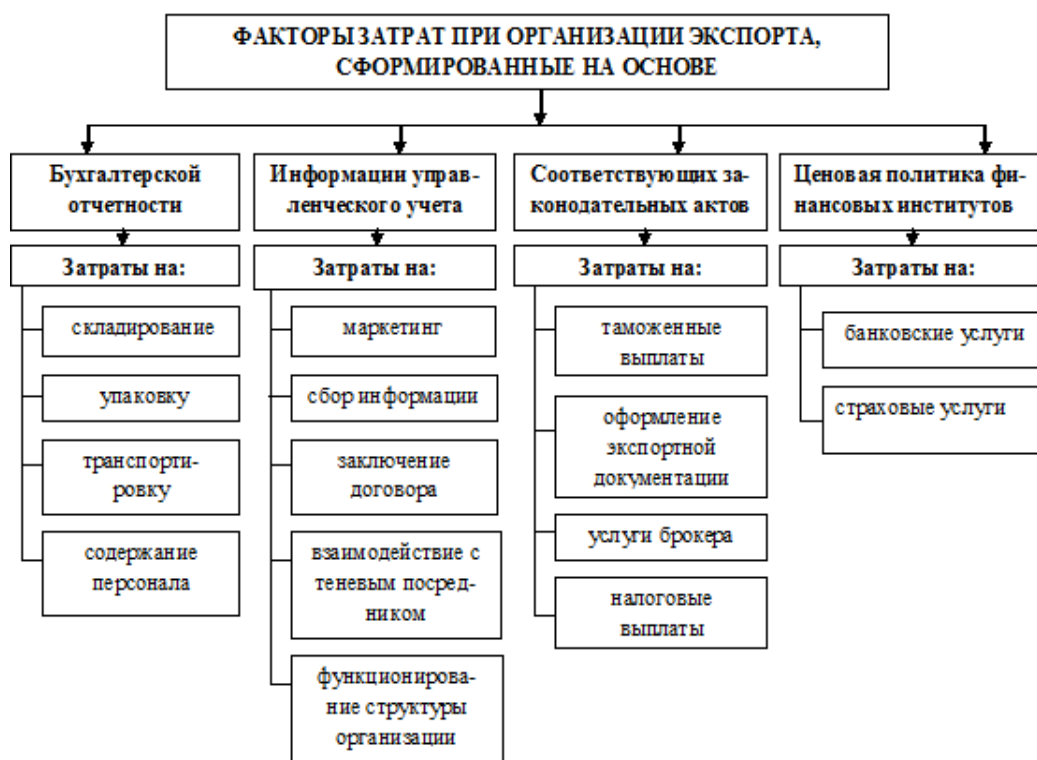 ФАКТОРЫ ЗАТРАТ ПРИ ОРГАНИЗАЦИИ ЭКСПОРТА,
СФОРМИРОВАННЫЕ НА ОСНОВЕ
Бухгалтерской
отчетности
Затраты на:
складирование
упаковку
транспорти-
ровку
содержание
персонала
Информации управ-
ленческого учета
Затраты на:
маркетинг
сбор информации
заключение
договора
взаимодействие с
теневым посред-
ником
функционирова-
ние структуры
организации
Соответствующих за-
конодательных актов
Затраты на:
таможенные
выплаты
оформление
экспортной
документации
услуги брокера
налоговые
выплаты
Ценовая политика фи-
нансовых институтов
Затраты на:
банковские услуги
страховые услуги